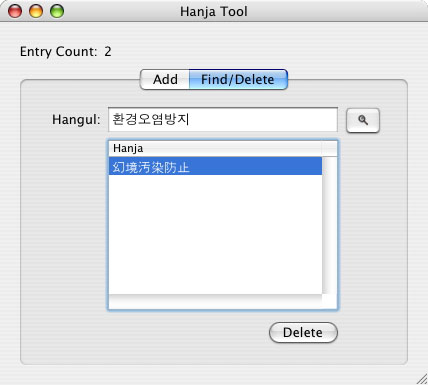 Hanja Tool
Entry Count: 2
Add Find/Delete
Hangul: 환경오염방지
Hanja
幻境汚染防止
Delete